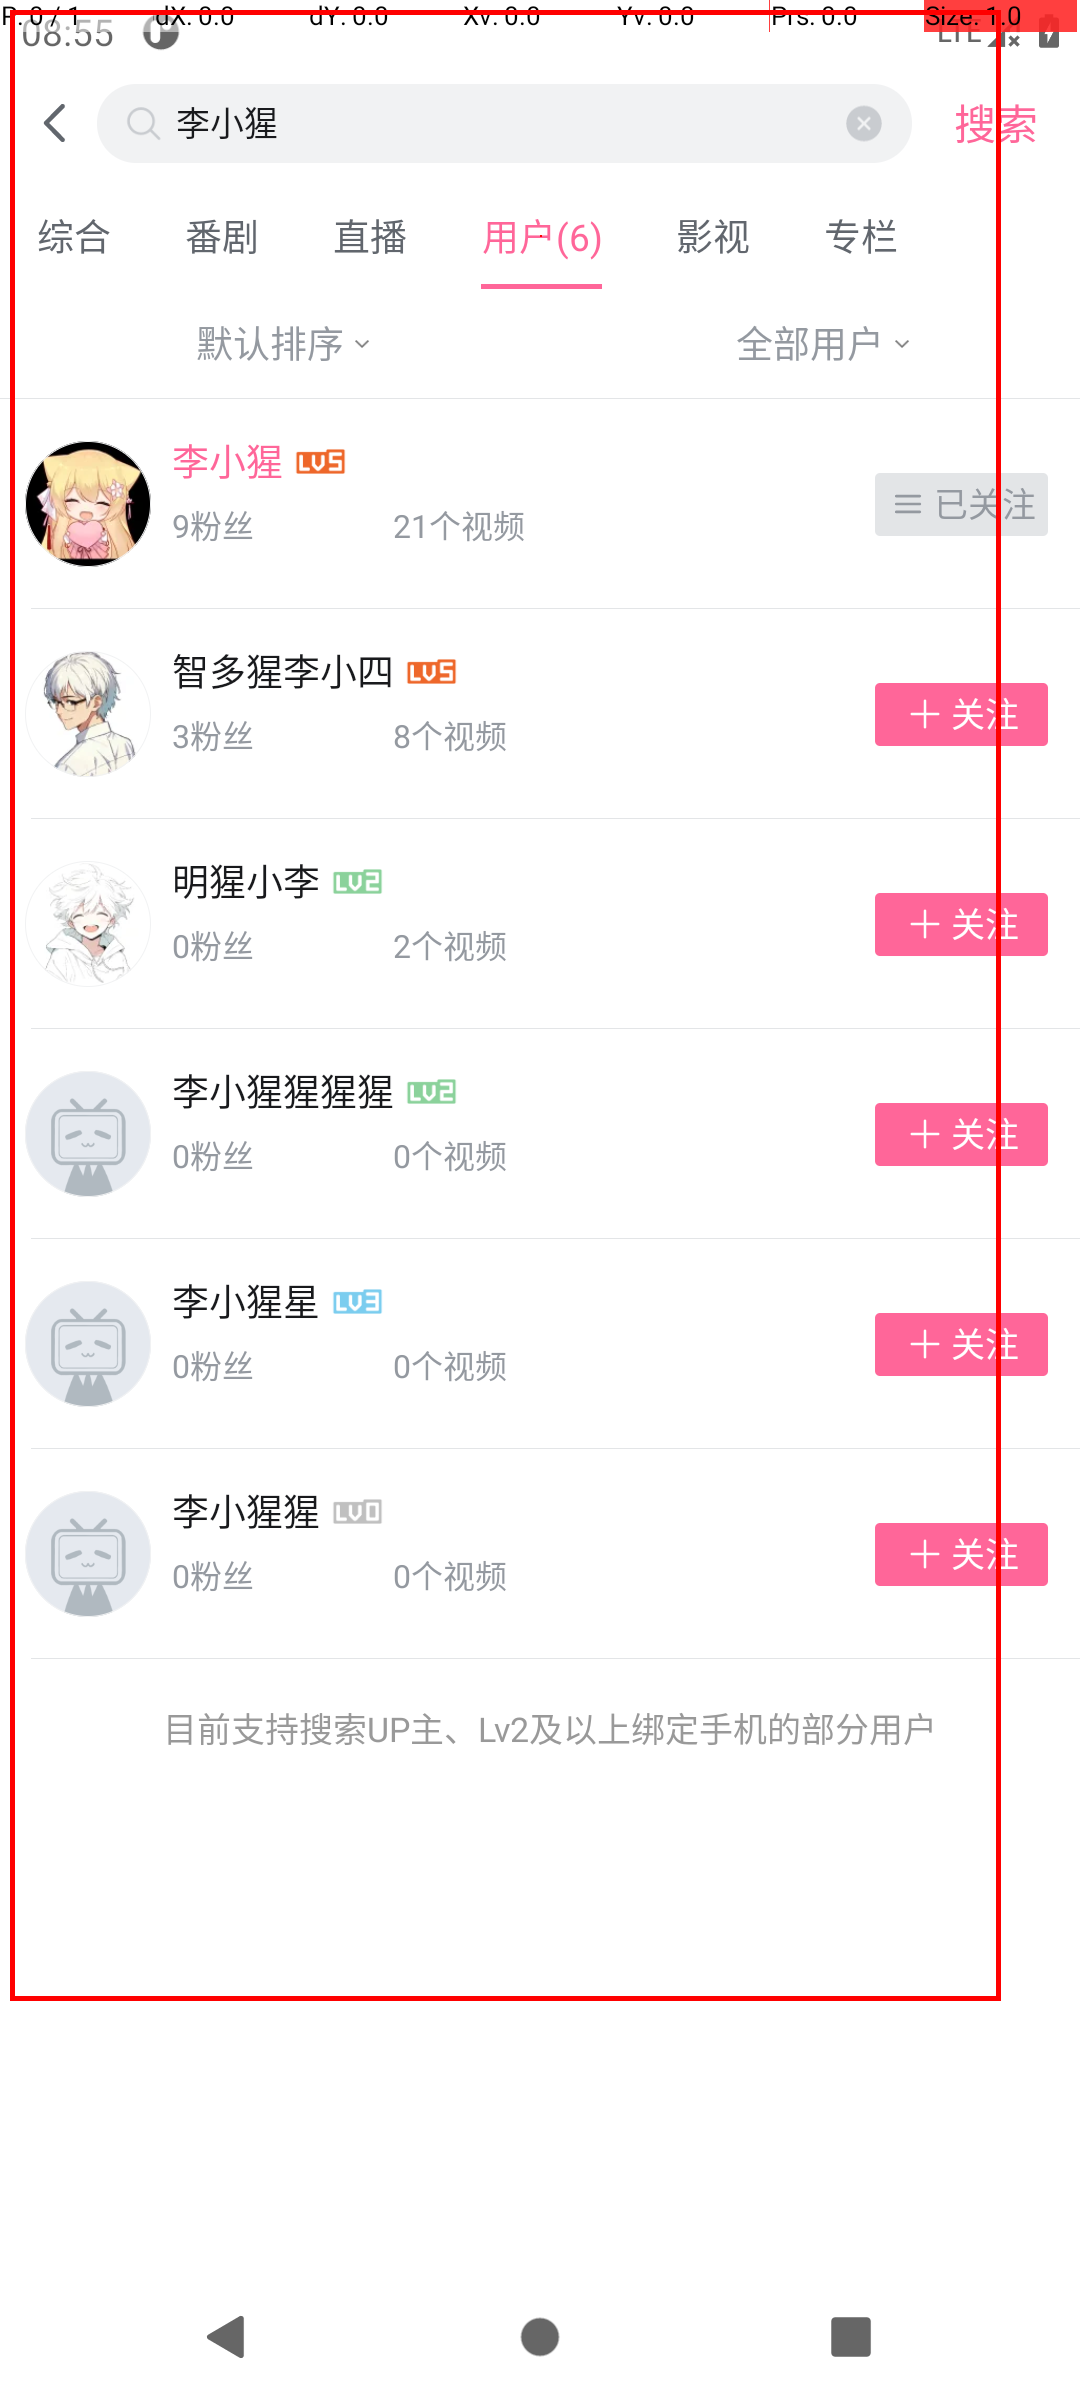 P: 0 / 1 dX: 0.0 dY: 0.0 Xv: 0.0 Yv: 0.0 Prs: 0.0 Size: 1.0
08:55 LTE
李小猩 搜索
综合 番剧 直播 用户(6) 影视 专栏
默认排序 全部用户
李小猩 LV5
9粉丝 21个视频
已关注
智多猩李小四 LV5
3粉丝 8个视频
+ 关注
明猩小李 LV2
0粉丝 2个视频
+ 关注
李小猩猩猩猩 LV2
0粉丝 0个视频
+ 关注
李小猩星 LV3
0粉丝 0个视频
+ 关注
李小猩猩 LV0
0粉丝 0个视频
+ 关注
目前支持搜索UP主、Lv2及以上绑定手机的部分用户